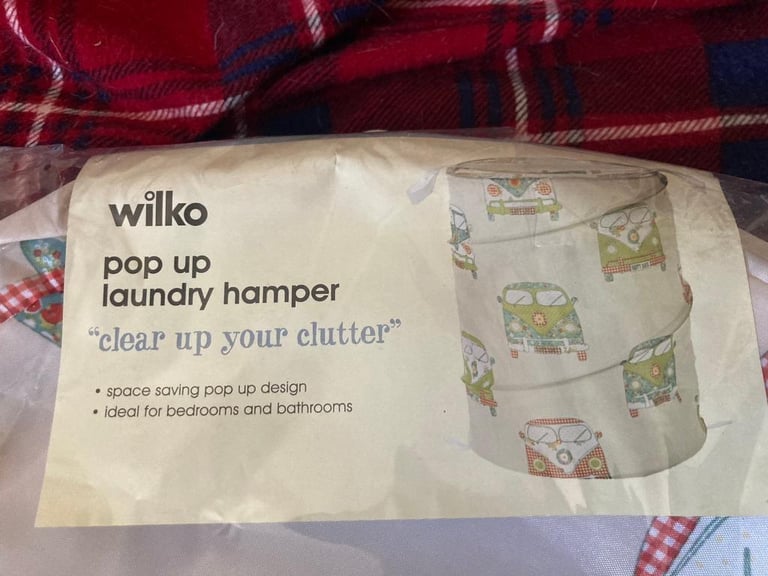 wilko
pop up
laundry hamper
“clear up your clutter”
• space saving pop up design
• ideal for bedrooms and bathrooms